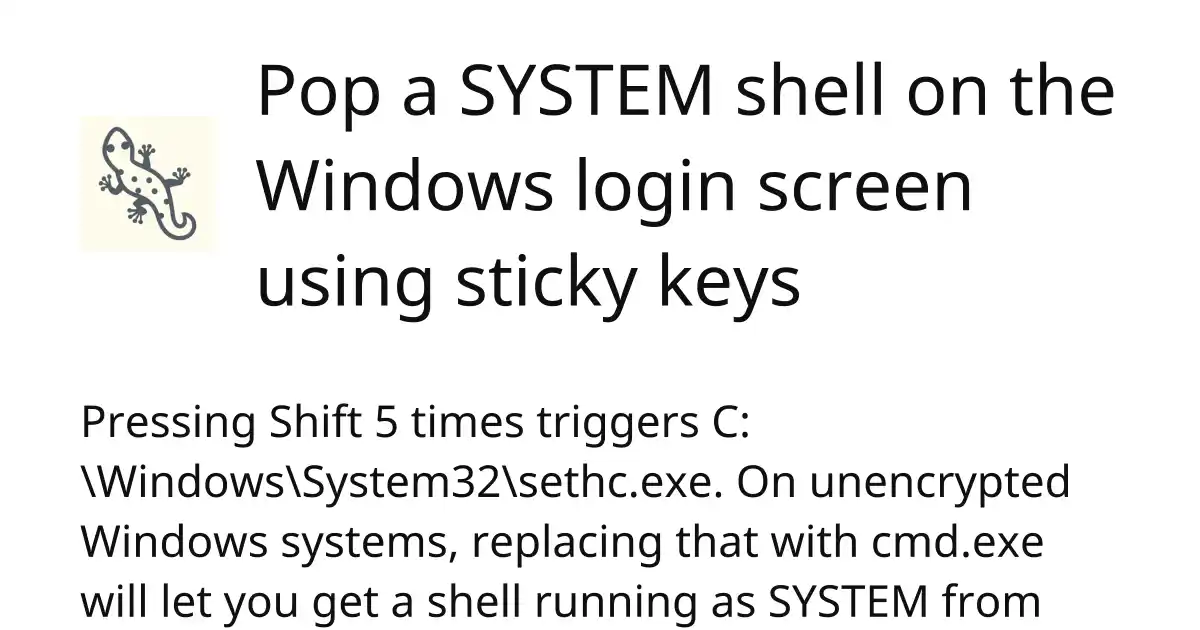 Pop a SYSTEM shell on the
Windows login screen
using sticky keys
Pressing Shift 5 times triggers C:
\Windows\System32\sethc.exe. On unencrypted
Windows systems, replacing that with cmd.exe
will let you get a shell running as SYSTEM from